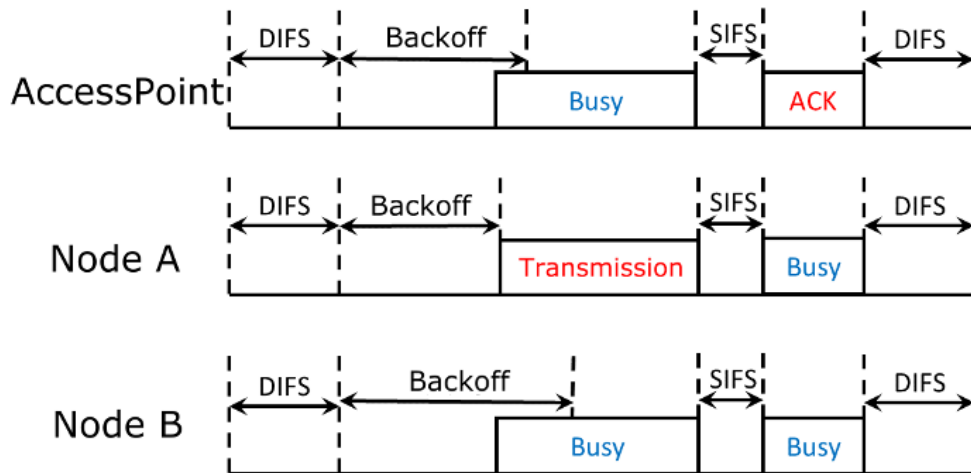 DIFS Backoff SIFS DIFS
AccessPoint Busy ACK
DIFS Backoff SIFS DIFS
Node A Transmission Busy
DIFS Backoff SIFS DIFS
Node B Busy Busy